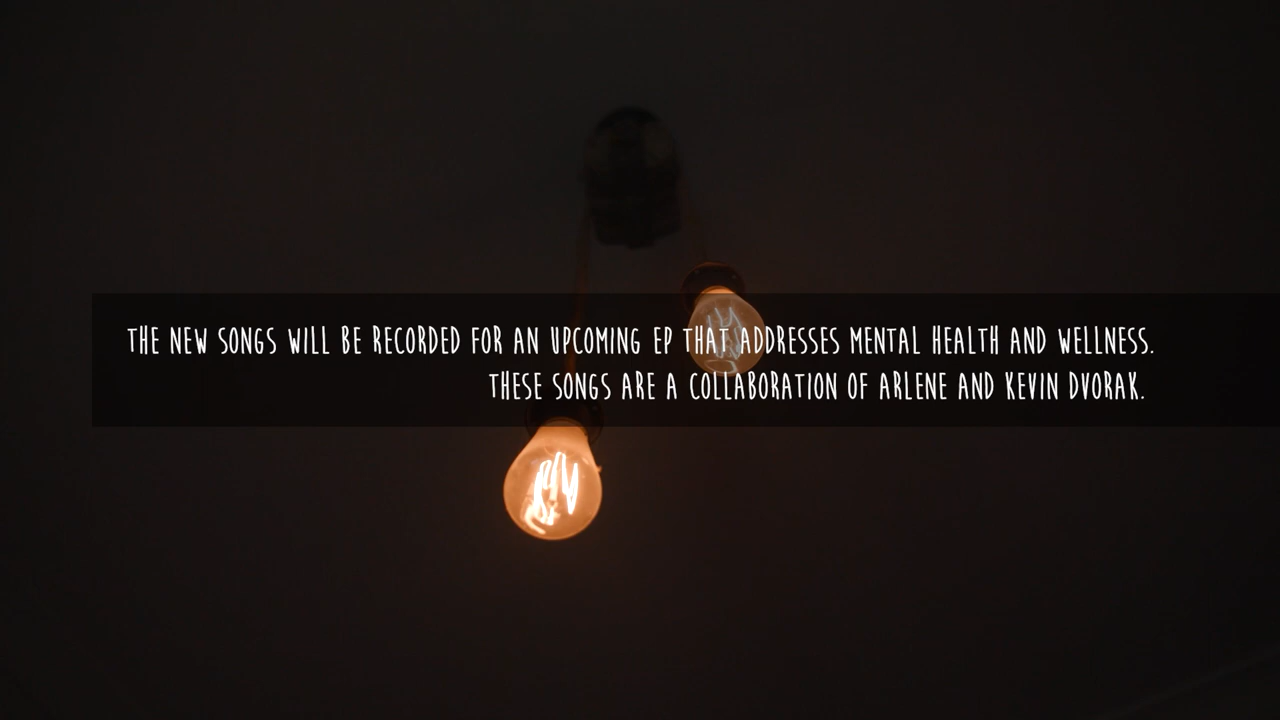 THE NEW SONGS WILL BE RECORDED FOR AN UPCOMING EP THAT ADDRESSES MENTAL HEALTH AND WELLNESS.
THESE SONGS ARE A COLLABORATION OF ARLENE AND KEVIN DVORAK.